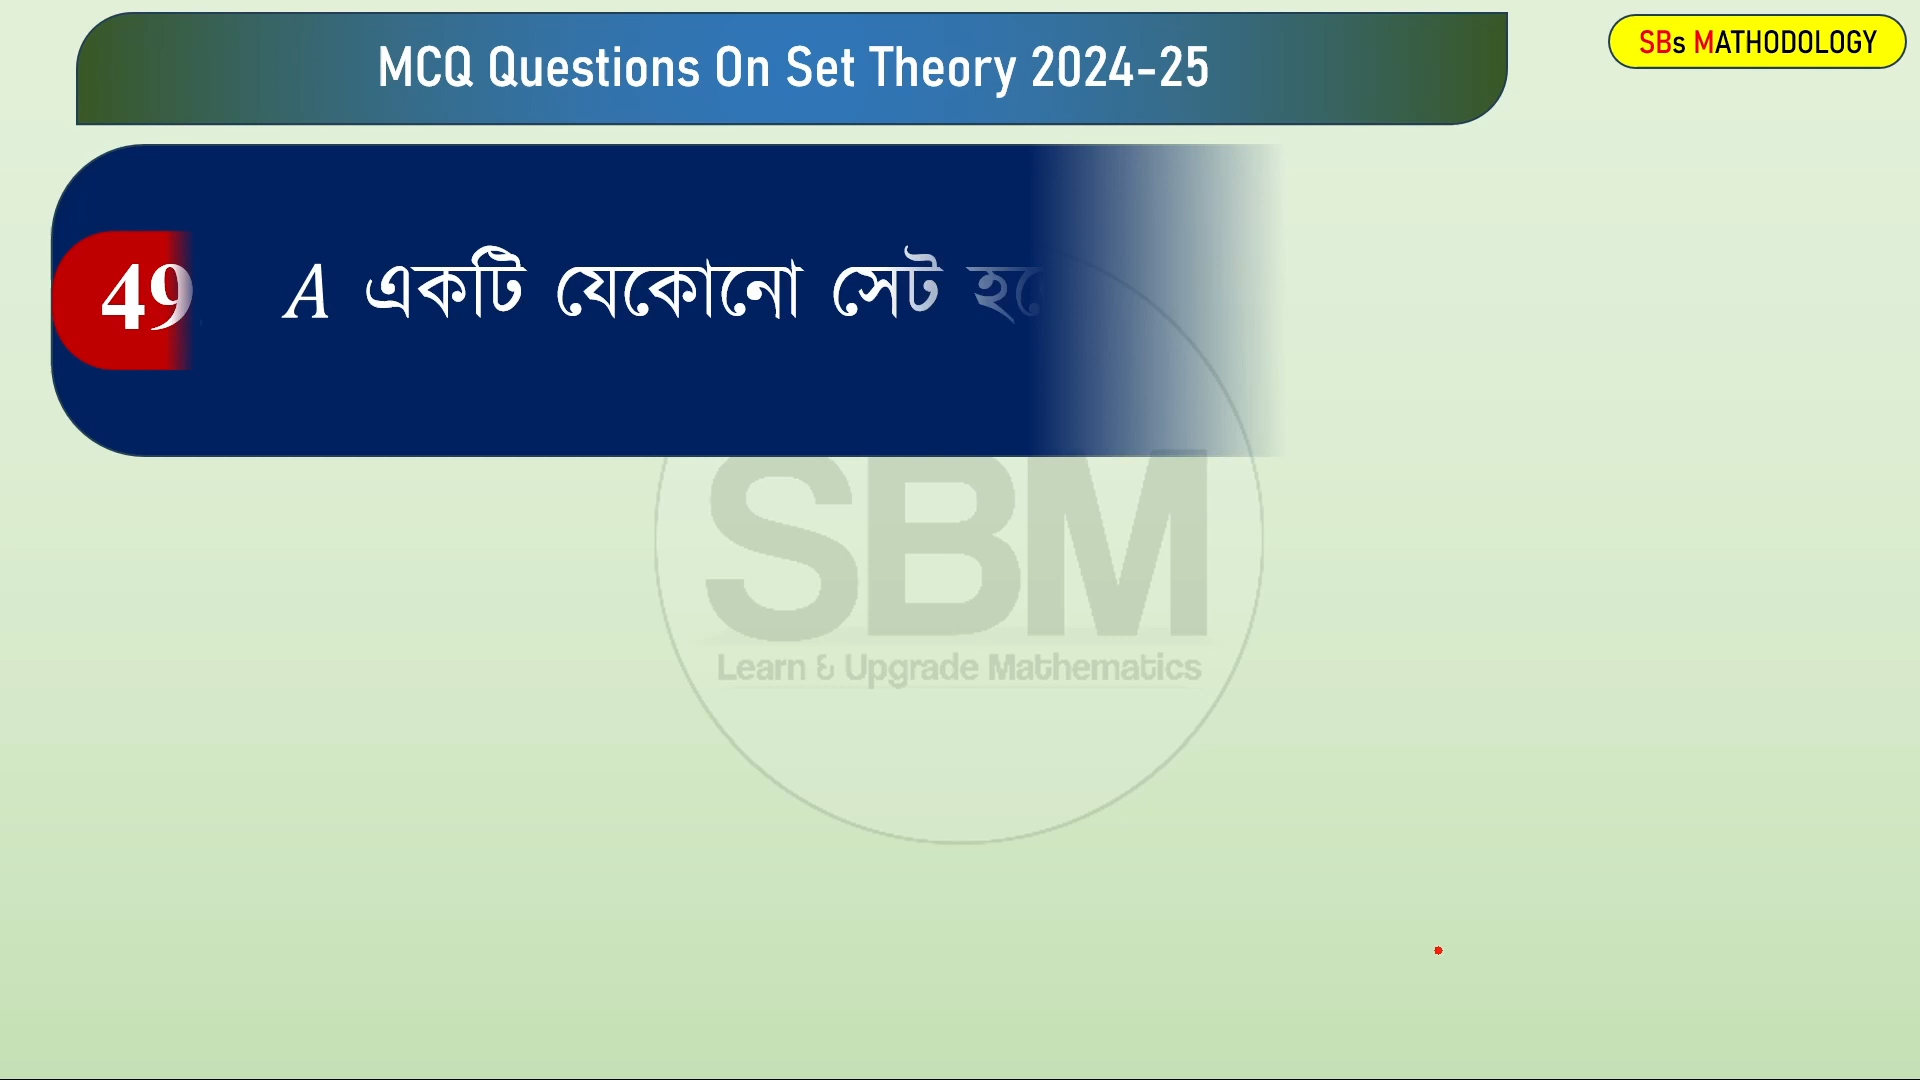 MCQ Questions On Set Theory 2024-25
SBs MATHODOLOGY
49
A একটি যেকোনো সেট
SBM
Learn & Upgrade Mathematics